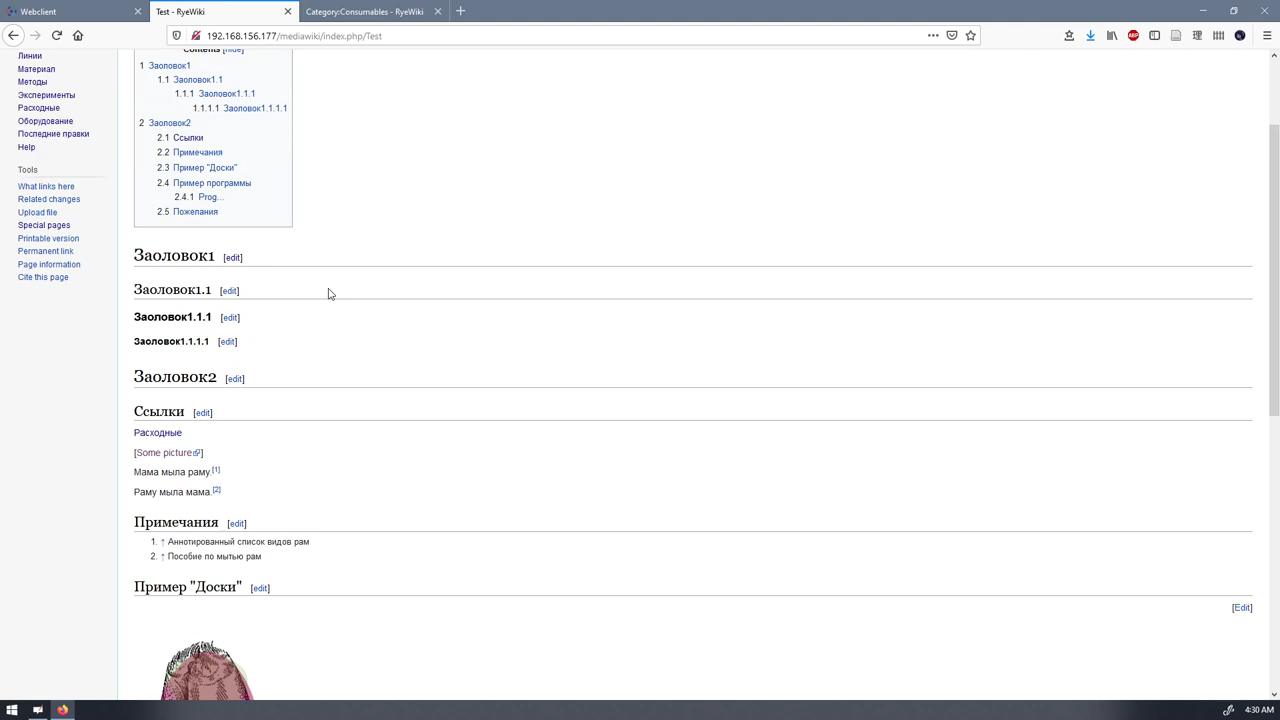 Webclient
Test - RyeWiki
Category:Consumables - RyeWiki
192.168.156.177/mediawiki/index.php/Test
Линии
Материал
Методы
Эксперименты
Расходные
Оборудование
Последние правки
Help
Tools
What links here
Related changes
Upload file
Special pages
Printable version
Permanent link
Page information
Cite this page
Contents [hide]
1 Заоловок1
1.1 Заоловок1.1
1.1.1 Заоловок1.1.1
1.1.1.1 Заоловок1.1.1.1
2 Заоловок2
2.1 Ссылки
2.2 Примечания
2.3 Пример "Доски"
2.4 Пример программы
2.4.1 Prog...
2.5 Пожелания
Заоловок1 [edit]
Заоловок1.1 [edit]
Заоловок1.1.1 [edit]
Заоловок1.1.1.1 [edit]
Заоловок2 [edit]
Ссылки [edit]
Расходные
[Some picture]
Мама мыла раму.[1]
Раму мыла мама.[2]
Примечания [edit]
1. ↑ Аннотированный список видов рам
2. ↑ Пособие по мытью рам
Пример "Доски" [edit]
[Edit]
ABP
4:30 AM